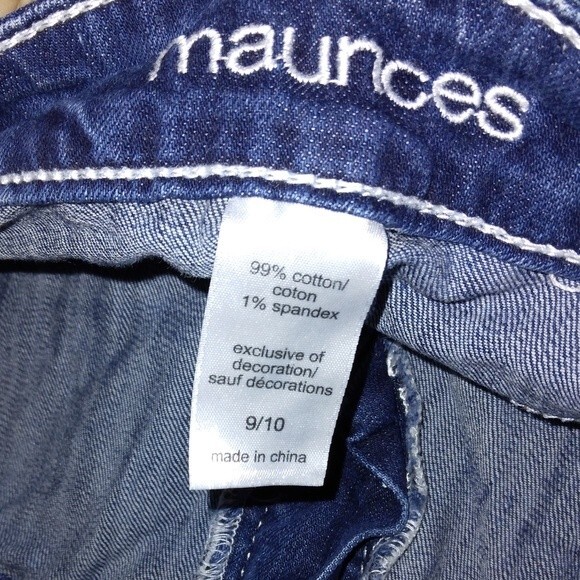 maurices
99% cotton/
coton
1% spandex
exclusive of
decoration/
sauf décorations
9/10
made in china